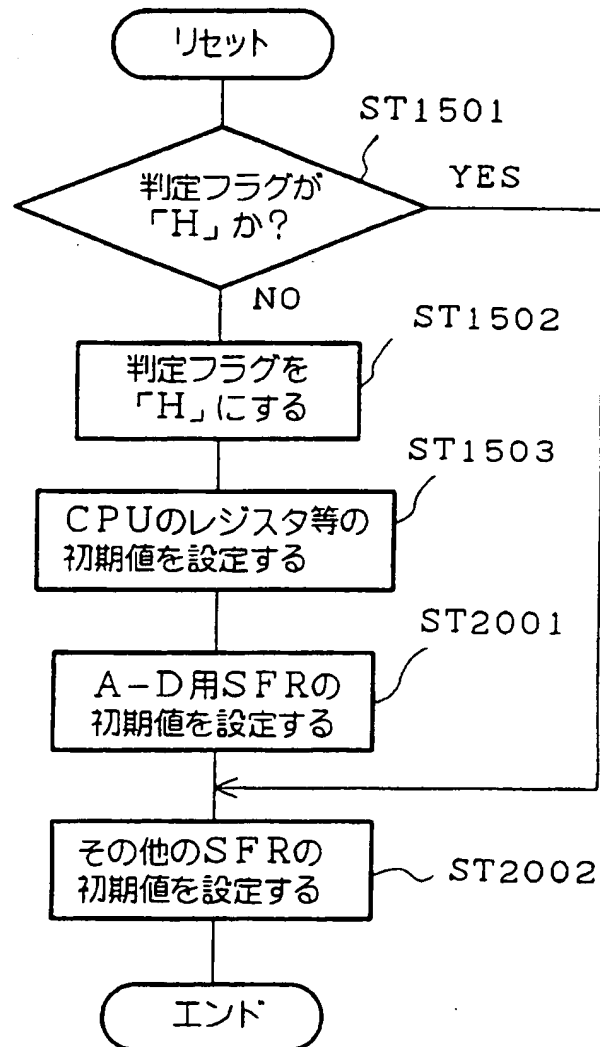 リセット
ST1501
判定フラグが
「H」か?
YES
NO
ST1502
判定フラグを
「H」にする
ST1503
CPUのレジスタ等の
初期値を設定する
ST2001
A-D用SFRの
初期値を設定する
その他のSFRの
初期値を設定する
ST2002
エンド